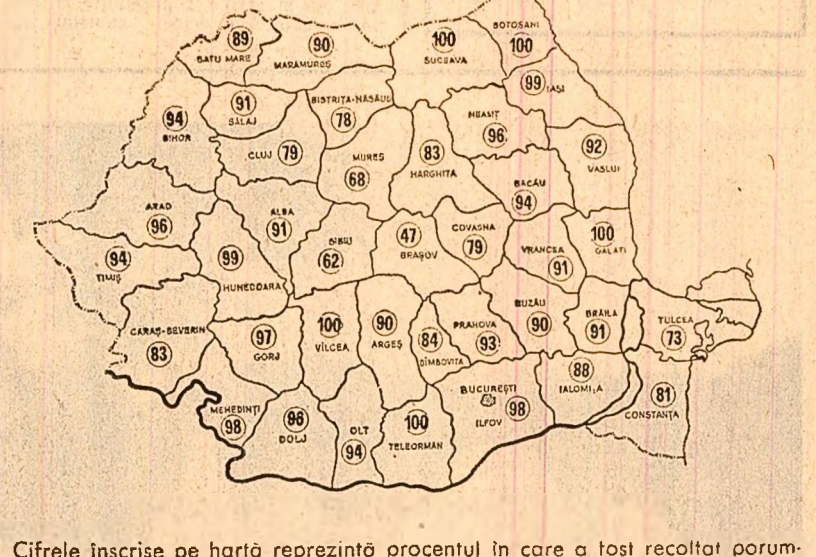 BOTOȘANI
89
90
100
100
SATU MARE
MARAMUREȘ
SUCEAVA
99 IAȘI
91
BISTRIȚA-NĂSĂUD
SĂLAJ
78
NEAMȚ
94
96
92
BIHOR
CLUJ 79
MUREȘ
83
VASLUI
68
HARGHITA
BACĂU
94
ARAD
96
ALBA
91
COVASNA
79
47
BRAȘOV
SIBIU
62
100
GALAȚI
VRANCEA
91
94
TIMIȘ
99
HUNEDOARA
CARAȘ-SEVERIN
83
97
GORJ
100
VÎLCEA
90
ARGEȘ
84
DÎMBOVIȚA
PRAHOVA
93
BUZĂU
90
BRĂILA
91
TULCEA
73
88
IALOMIȚA
81
CONSTANȚA
BUCUREȘTI
98
ILFOV
MEHEDINȚI
98
DOLJ
OLT
94
100
TELEORMAN
Cifrele înscrise pe hartă reprezintă procentul în care a fost recoltat porum-